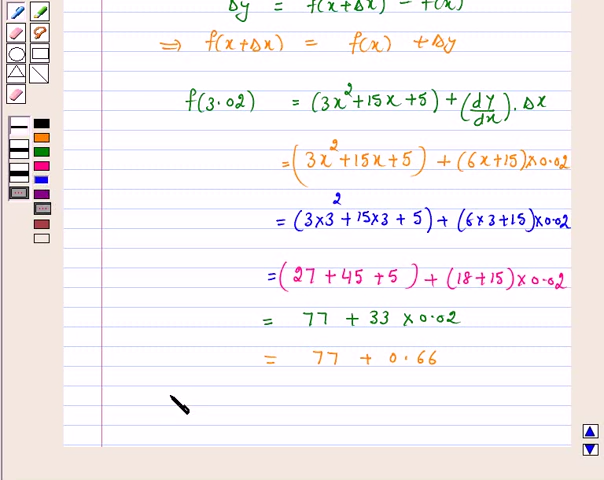 Δy = f(x+Δx) - f(x)
⇒ f(x+Δx) = f(x) + Δy
f(3.02) = (3x²+15x+5) + (dy/dx) . Δx
= (3x²+15x+5) + (6x+15)×0.02
= (3×3²+15×3+5) + (6×3+15)×0.02
= (27+45+5) + (18+15)×0.02
= 77 + 33 ×0.02
= 77 + 0.66